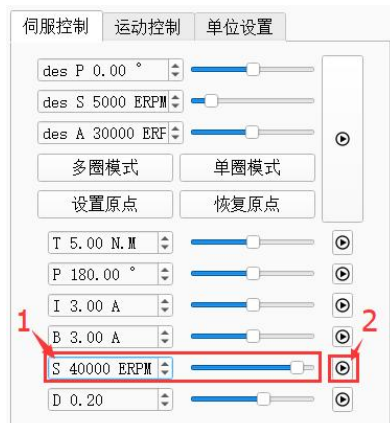 伺服控制 运动控制 单位设置
des P 0.00 °
des S 5000 ERPM
des A 30000 ERF
多圈模式 单圈模式
设置原点 恢复原点
T 5.00 N.M
P 180.00 °
I 3.00 A
1 2
B 3.00 A
S 40000 ERPM
D 0.20